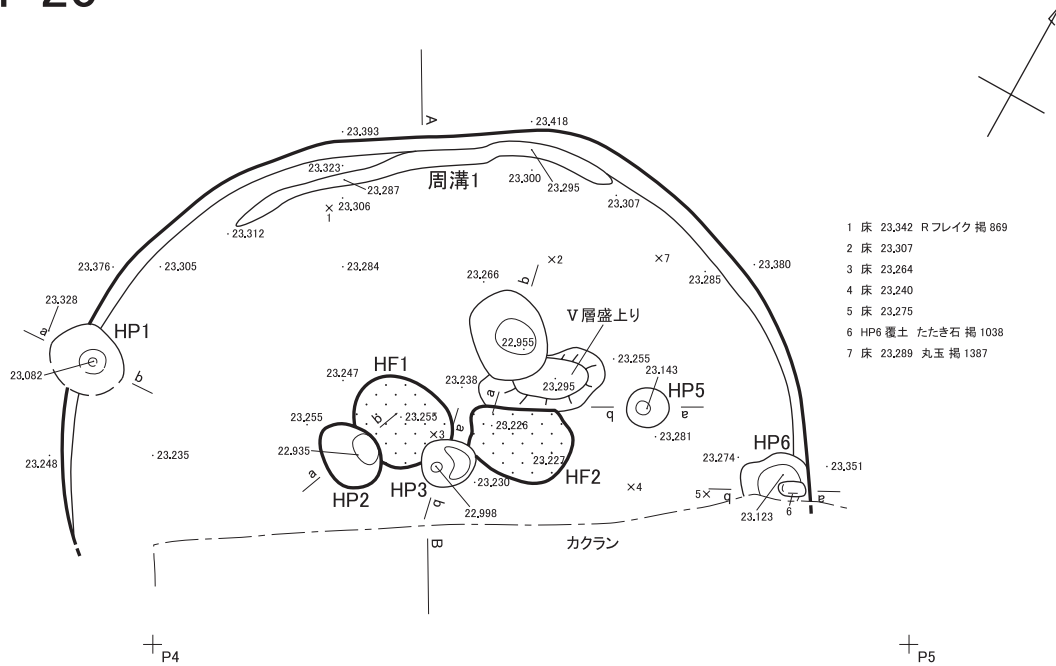 A
23.393
23.418
23.323
23.287
周溝1
23.300
23.295
23.306
×1
23.307
23.312
1 床 23.342 Rフレイク 掲 869
2 床 23.307
3 床 23.264
4 床 23.240
5 床 23.275
6 HP6 覆土 たたき石 掲 1038
7 床 23.289 丸玉 掲 1387
23.376
23.305
23.284
23.266
b
×2
×7
23.285
23.380
23.328
a
HP1
23.082
b
V層盛上り
22.955
23.255
23.143
23.295
HP5
b a
23.281
23.247
HF1
23.238
a
23.255
b
23.255
a
×3
23.226
23.227
HF2
22.935
a
HP2
HP3
23.230
b
22.998
×4
23.248
23.235
HP6
23.274
23.351
5× b a
23.123
6
カクラン
B
P4
P5